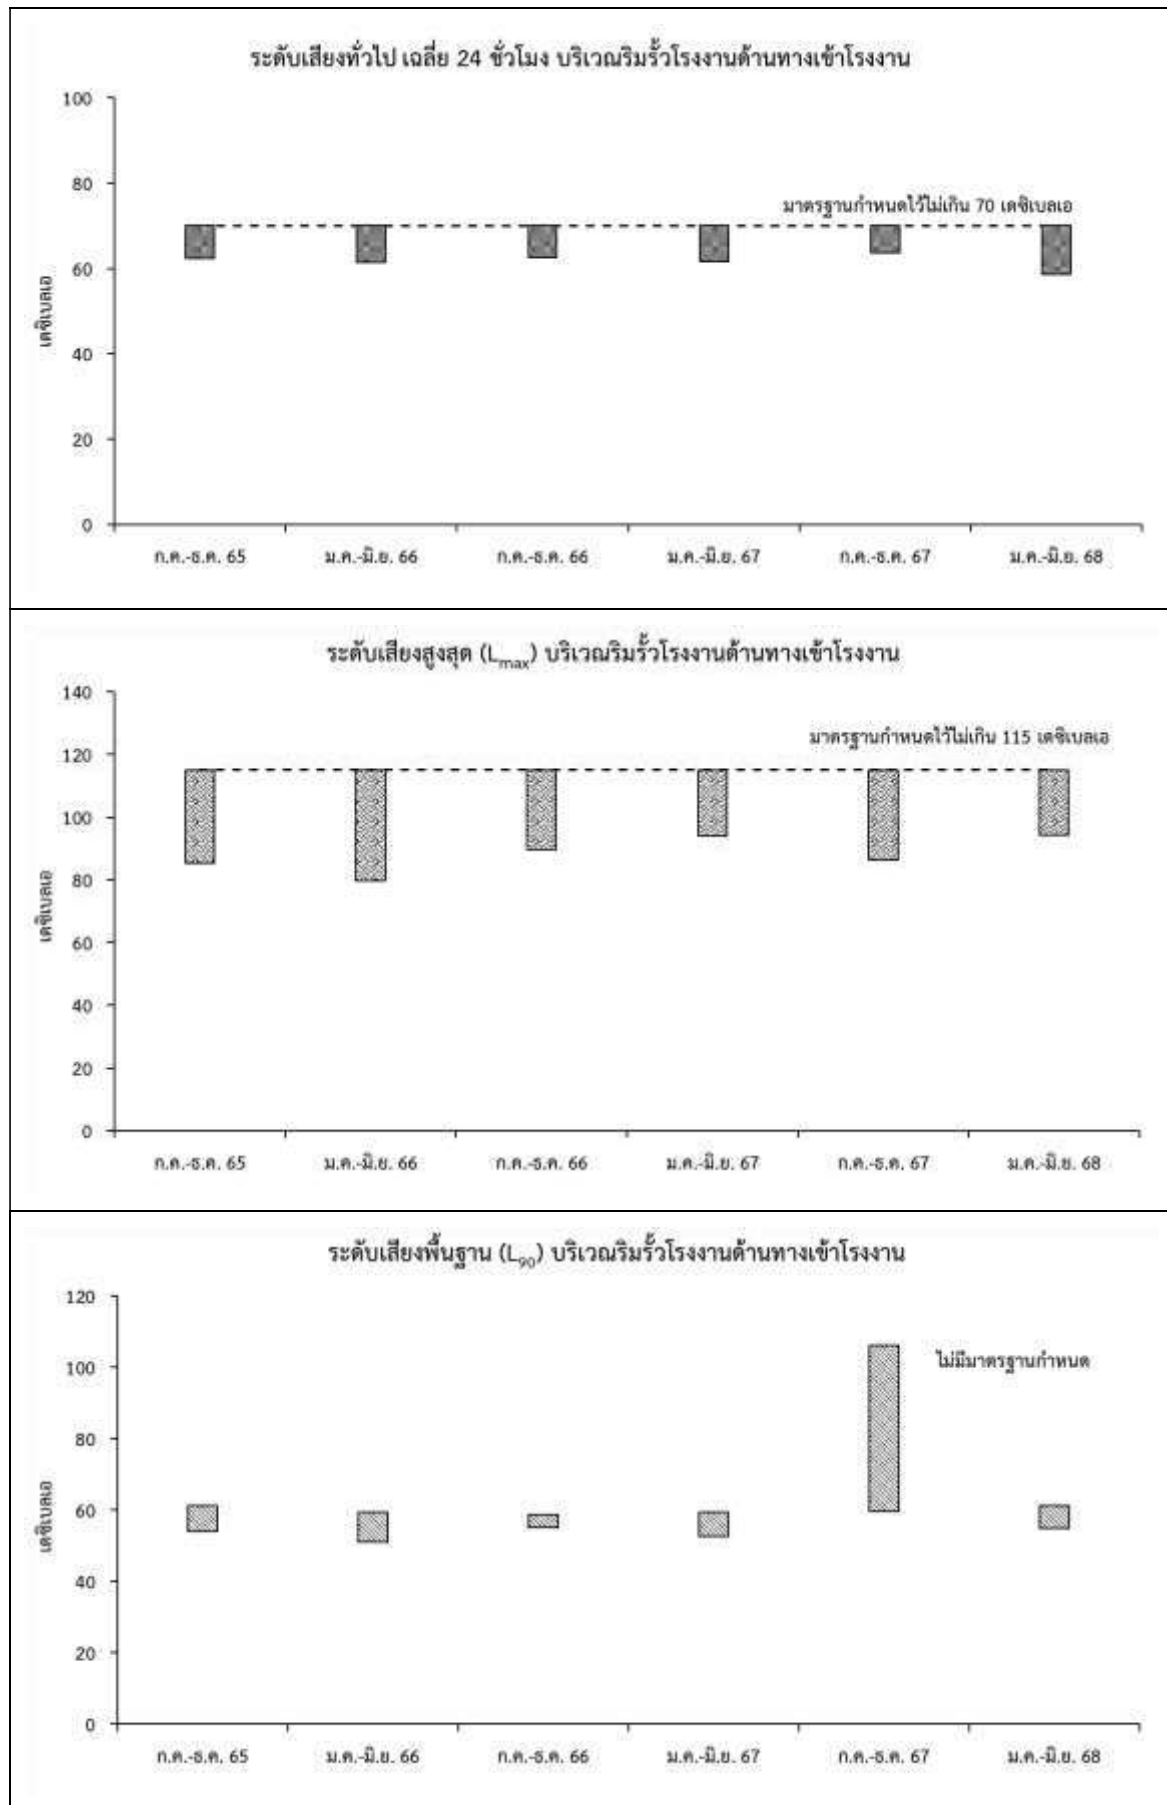 ระดับเสียงทั่วไป เฉลี่ย 24 ชั่วโมง บริเวณริมรั้วโรงงานด้านทางเข้าโรงงาน
100
80
มาตรฐานกำหนดไว้ไม่เกิน 70 เดซิเบลเอ
60
เดซิเบลเอ
40
20
0
ก.ค.-ธ.ค. 65 ม.ค.-มิ.ย. 66 ก.ค.-ธ.ค. 66 ม.ค.-มิ.ย. 67 ก.ค.-ธ.ค. 67 ม.ค.-มิ.ย. 68
ระดับเสียงสูงสุด (Lmax) บริเวณริมรั้วโรงงานด้านทางเข้าโรงงาน
140
มาตรฐานกำหนดไว้ไม่เกิน 115 เดซิเบลเอ
120
100
80
เดซิเบลเอ
60
40
20
0
ก.ค.-ธ.ค. 65 ม.ค.-มิ.ย. 66 ก.ค.-ธ.ค. 66 ม.ค.-มิ.ย. 67 ก.ค.-ธ.ค. 67 ม.ค.-มิ.ย. 68
ระดับเสียงพื้นฐาน (L90) บริเวณริมรั้วโรงงานด้านทางเข้าโรงงาน
120
ไม่มีมาตรฐานกำหนด
100
80
60
เดซิเบลเอ
40
20
0
ก.ค.-ธ.ค. 65 ม.ค.-มิ.ย. 66 ก.ค.-ธ.ค. 66 ม.ค.-มิ.ย. 67 ก.ค.-ธ.ค. 67 ม.ค.-มิ.ย. 68